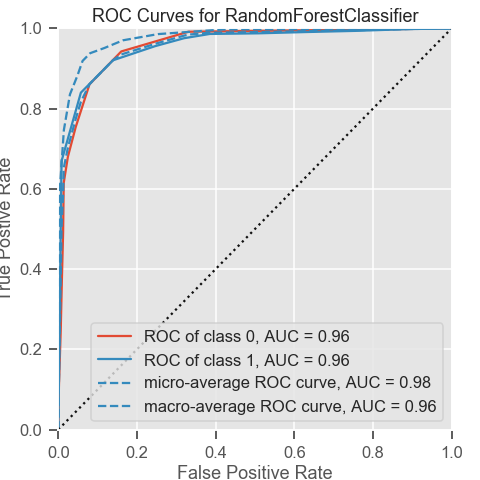 ROC Curves for RandomForestClassifier
1.0
0.8
0.6
0.4
0.2
0.0
True Postive Rate
ROC of class 0, AUC = 0.96
ROC of class 1, AUC = 0.96
micro-average ROC curve, AUC = 0.98
macro-average ROC curve, AUC = 0.96
0.0 0.2 0.4 0.6 0.8 1.0
False Positive Rate